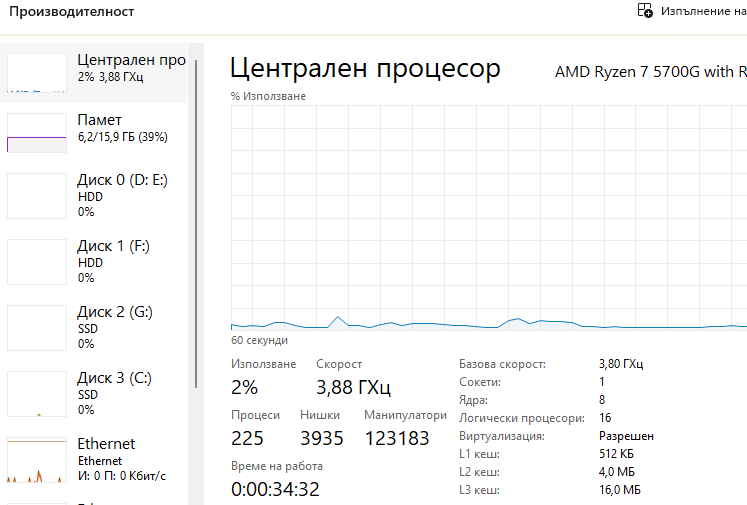 Производителност
Изпълнение на
Централен про
2% 3,88 ГХц
Памет
6,2/15,9 ГБ (39%)
Диск 0 (D: E:)
HDD
0%
Диск 1 (F:)
HDD
0%
Диск 2 (G:)
SSD
0%
Диск 3 (C:)
SSD
0%
Ethernet
Ethernet
И: 0 П: 0 Кбит/с
Централен процесор
AMD Ryzen 7 5700G with R
% Използване
60 секунди
Използване
Скорост
2%
3,88 ГХц
Процеси
Нишки
Манипулатори
225
3935
123183
Време на работа
0:00:34:32
Базова скорост: 3,80 ГХц
Сокети: 1
Ядра: 8
Логически процесори: 16
Виртуализация: Разрешен
L1 кеш: 512 КБ
L2 кеш: 4,0 МБ
L3 кеш: 16,0 МБ